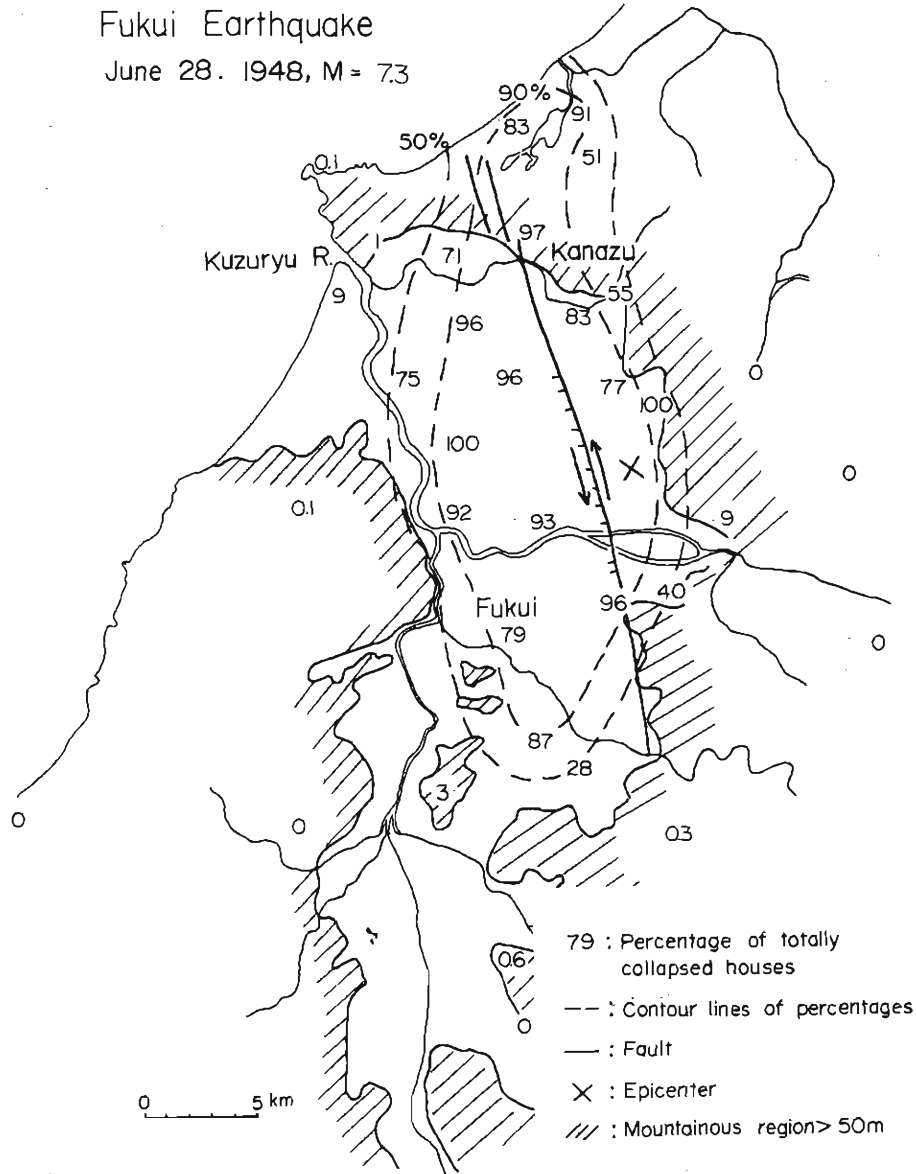 Fukui Earthquake
June 28. 1948, M = 7.3
90%
91
83
50%
51
0.1
97
Kuzuryu R.
71
Kanazu
9
55
83
96
75
96
77
100
0
100
0
0.1
92
93
9
Fukui
96
40
79
0
87
28
3
0
0
0.3
79 : Percentage of totally
collapsed houses
0.6
: Contour lines of percentages
0
: Fault
: Epicenter
0 5 km
: Mountainous region > 50m